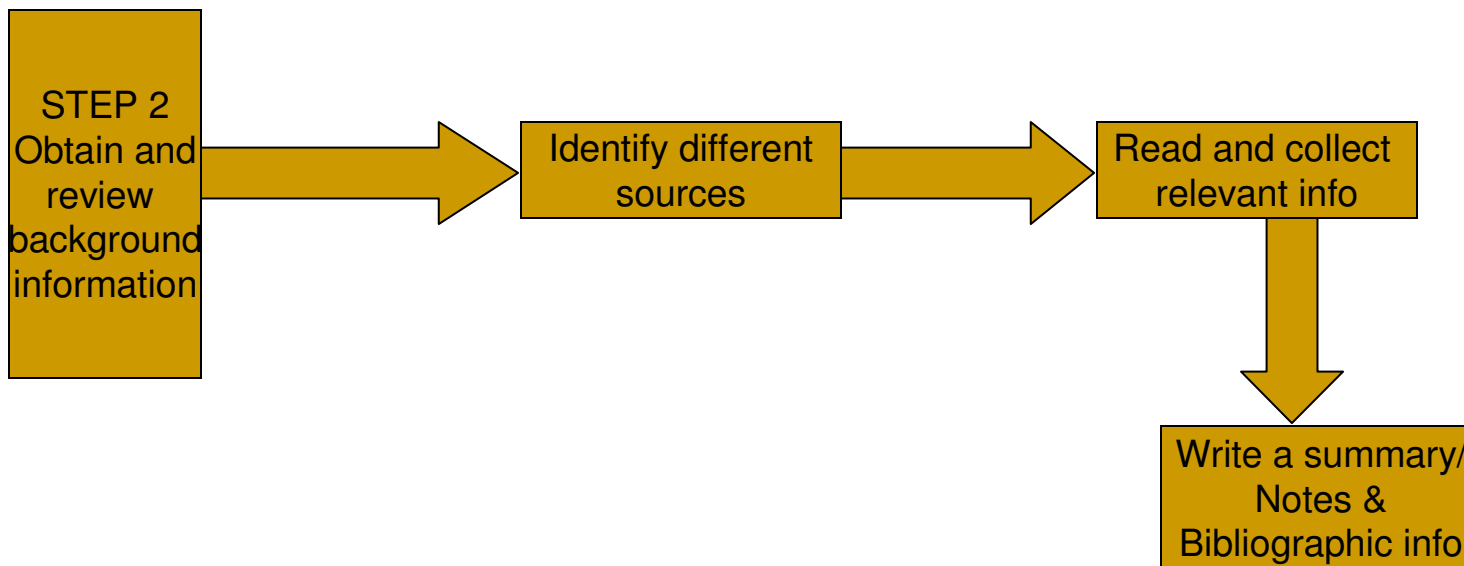 STEP 2
Obtain and
review
background
information
Identify different
sources
Read and collect
relevant info
Write a summary/
Notes &
Bibliographic info